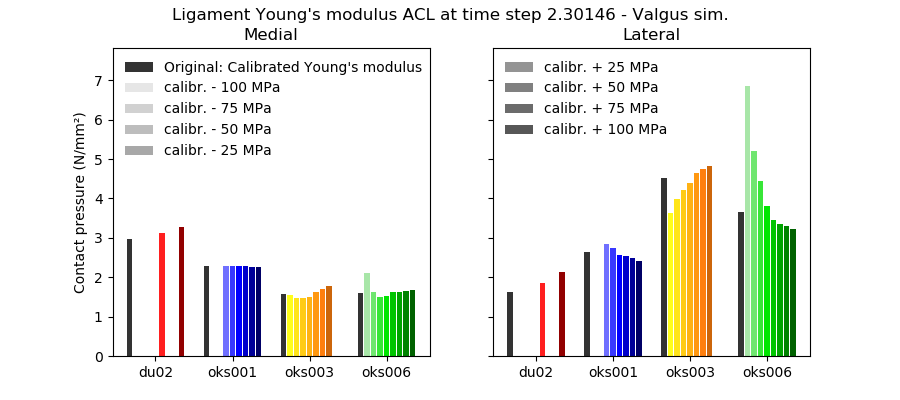 Ligament Young's modulus ACL at time step 2.30146 - Valgus sim.
Medial
Lateral
Contact pressure (N/mm²)
7
6
5
4
3
2
1
0
Original: Calibrated Young's modulus
calibr. - 100 MPa
calibr. - 75 MPa
calibr. - 50 MPa
calibr. - 25 MPa
calibr. + 25 MPa
calibr. + 50 MPa
calibr. + 75 MPa
calibr. + 100 MPa
du02 oks001 oks003 oks006
du02 oks001 oks003 oks006